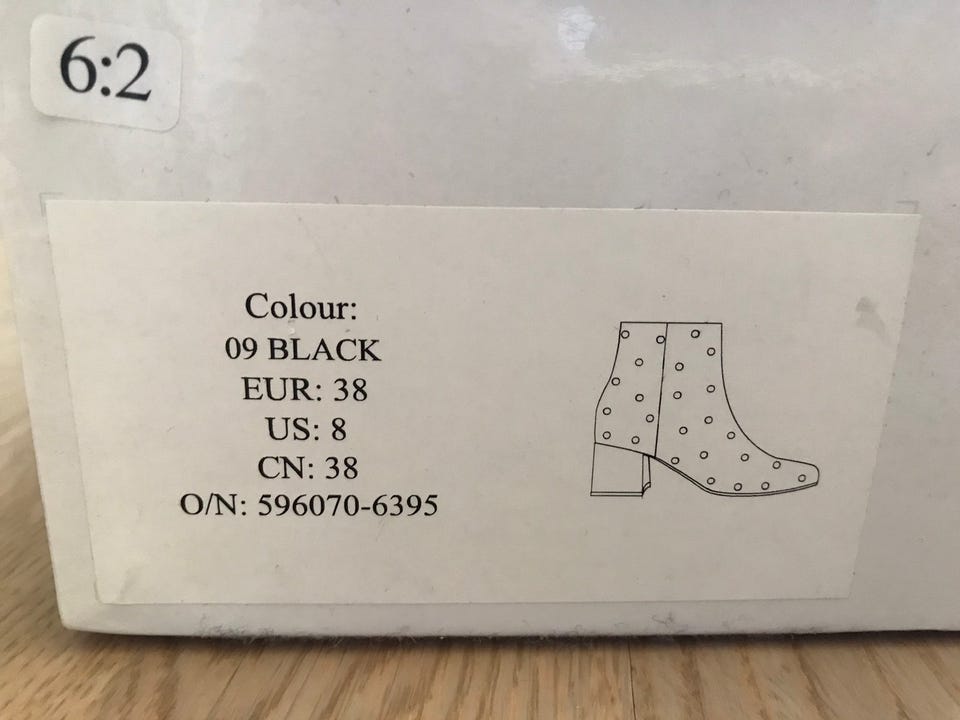 6:2
Colour:
09 BLACK
EUR: 38
US: 8
CN: 38
O/N: 596070-6395